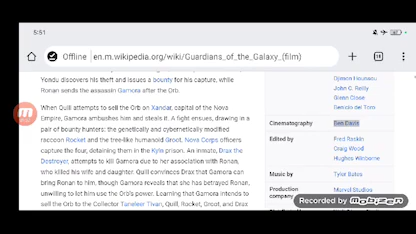 5:51
Offline en.m.wikipedia.org/wiki/Guardians_of_the_Galaxy_(film)
Yondu discovers his theft and issues a bounty for his capture, while
Ronan sends the assassin Gamora after the Orb.
When Quill attempts to sell the Orb on Xandar, capital of the Nova
Empire, Gamora ambushes him and steals it. A fight ensues, drawing in a
pair of bounty hunters: the genetically and cybernetically modified
raccoon Rocket and the tree-like humanoid Groot. Nova Corps officers
capture the four, detaining them in the Kyln prison. An inmate, Drax the
Destroyer, attempts to kill Gamora due to her association with Ronan,
who killed his wife and daughter. Quill convinces Drax that Gamora can
bring Ronan to him, though Gamora reveals that she has betrayed Ronan,
unwilling to let him use the Orb's power. Learning that Gamora intends to
sell the Orb to the Collector Taneleer Tivan, Quill, Rocket, Groot, and Drax
Djimon Hounsou
John C. Reilly
Glenn Close
Benicio del Toro
Cinematography Ben Davis
Edited by Fred Raskin
Craig Wood
Hughes Winborne
Music by Tyler Bates
Production Marvel Studios
company
Recorded by mobizen